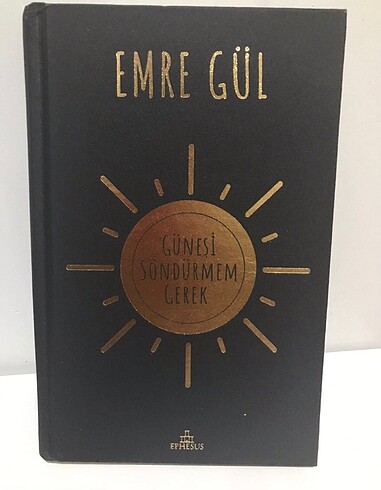 EMRE GÜL
GÜNEŞİ
SÖNDÜRMEM
GEREK
EPHESUS